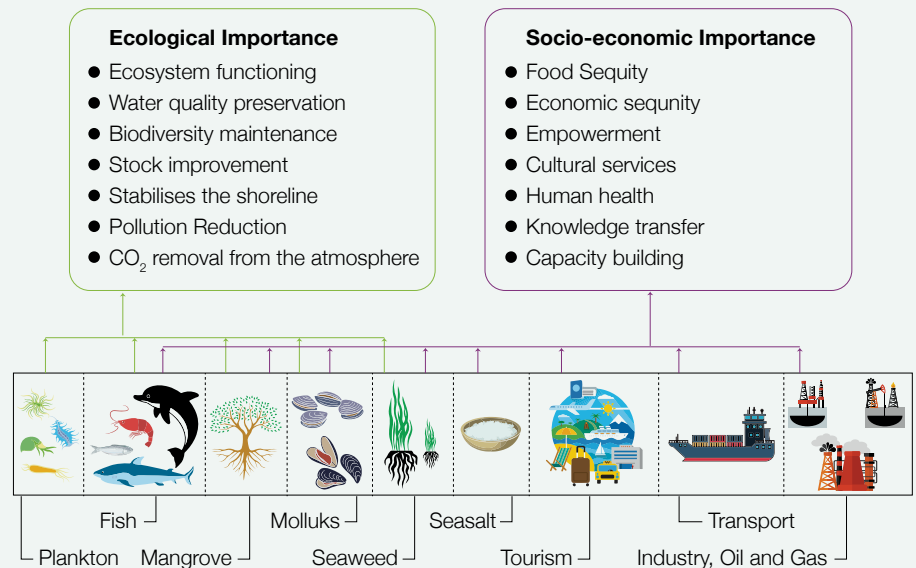 Ecological Importance
● Ecosystem functioning
● Water quality preservation
● Biodiversity maintenance
● Stock improvement
● Stabilises the shoreline
● Pollution Reduction
● CO₂ removal from the atmosphere
Socio-economic Importance
● Food Sequity
● Economic sequnity
● Empowerment
● Cultural services
● Human health
● Knowledge transfer
● Capacity building
Fish
Molluks
Seasalt
Transport
Plankton
Mangrove
Seaweed
Tourism
Industry, Oil and Gas